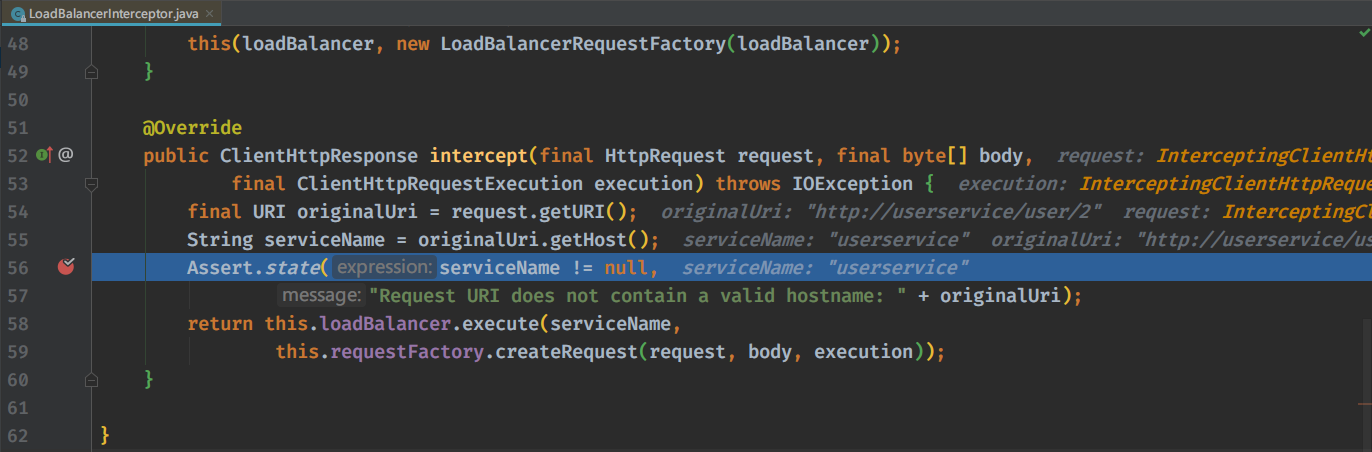 LoadBalancerInterceptor.java ×
48 this(loadBalancer, new LoadBalancerRequestFactory(loadBalancer));
49 }
50
51 @Override
52 @ public ClientHttpResponse intercept(final HttpRequest request, final byte[] body, request: InterceptingClientHt
53 final ClientHttpRequestExecution execution) throws IOException { execution: InterceptingClientHttpReque
54 final URI originalUri = request.getURI(); originalUri: "http://userservice/user/2" request: InterceptingCl
55 String serviceName = originalUri.getHost(); serviceName: "userservice" originalUri: "http://userservice/us
56 Assert.state( expression: serviceName != null, serviceName: "userservice"
57 message: "Request URI does not contain a valid hostname: " + originalUri);
58 return this.loadBalancer.execute(serviceName,
59 this.requestFactory.createRequest(request, body, execution));
60 }
61
62 }